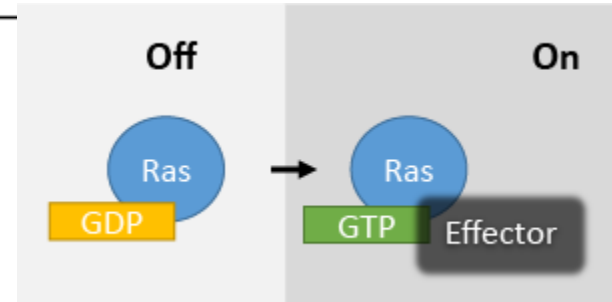 Off
On
Ras
Ras
GDP
GTP
Effector